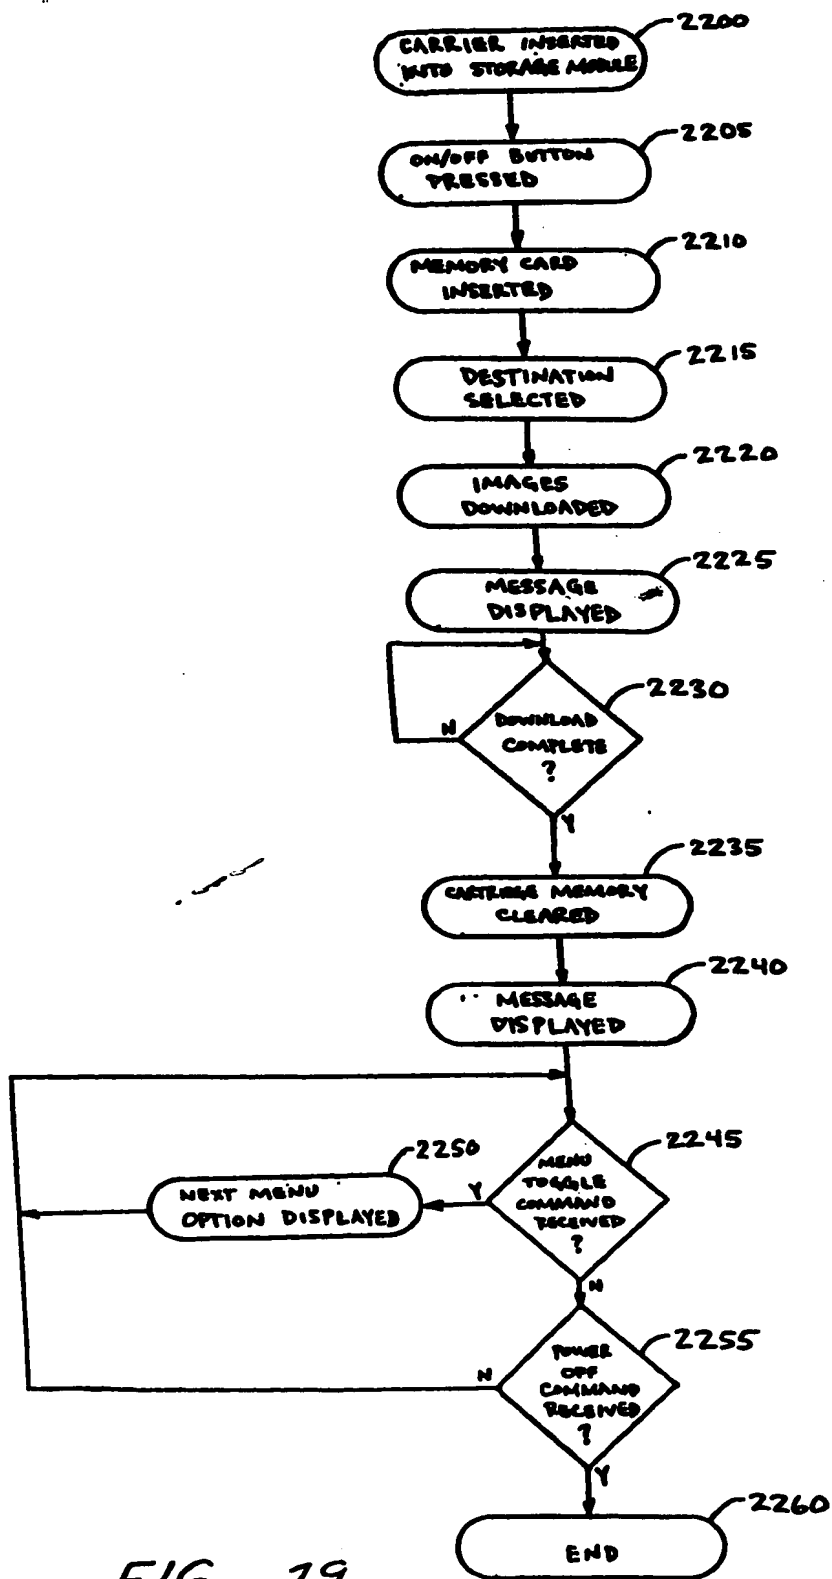 2200
CARRIER INSERTED
INTO STORAGE MODULE
2205
ON/OFF BUTTON
PRESSED
2210
MEMORY CARD
INSERTED
2215
DESTINATION
SELECTED
2220
IMAGES
DOWNLOADED
2225
MESSAGE
DISPLAYED
2230
DOWNLOAD
COMPLETE
?
N
Y
2235
CARTRIDGE MEMORY
CLEARED
2240
MESSAGE
DISPLAYED
2245
MENU
TOGGLE
COMMAND
RECEIVED
?
Y
N
2250
NEXT MENU
OPTION DISPLAYED
2255
POWER
OFF
COMMAND
RECEIVED
?
N
Y
2260
END
FIG. 19